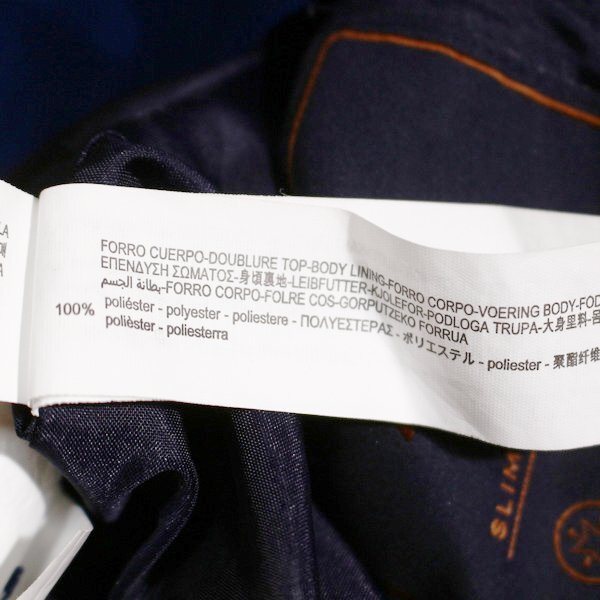 FORRO CUERPO-DOUBLURE TOP-BODY LINING-FORRO CORPO-VOERING BODY-FOD
ΕΠΕΝΔΥΣΗ ΣΩΜΑΤΟΣ-身頃裏地-LEIBFUTTER-KJOLEFOR-PODLOGA TRUPA-大身里料-몸
بطانة الجسم-FORRO CORPO-FOLRE COS-GORPUTZEKO FORRUA
100% poliéster - polyester - poliestere - ΠΟΛΥΕΣΤΕΡΑΣ - ポリエステル - poliester - 聚酯纤维
polièster - poliesterra
SLIM